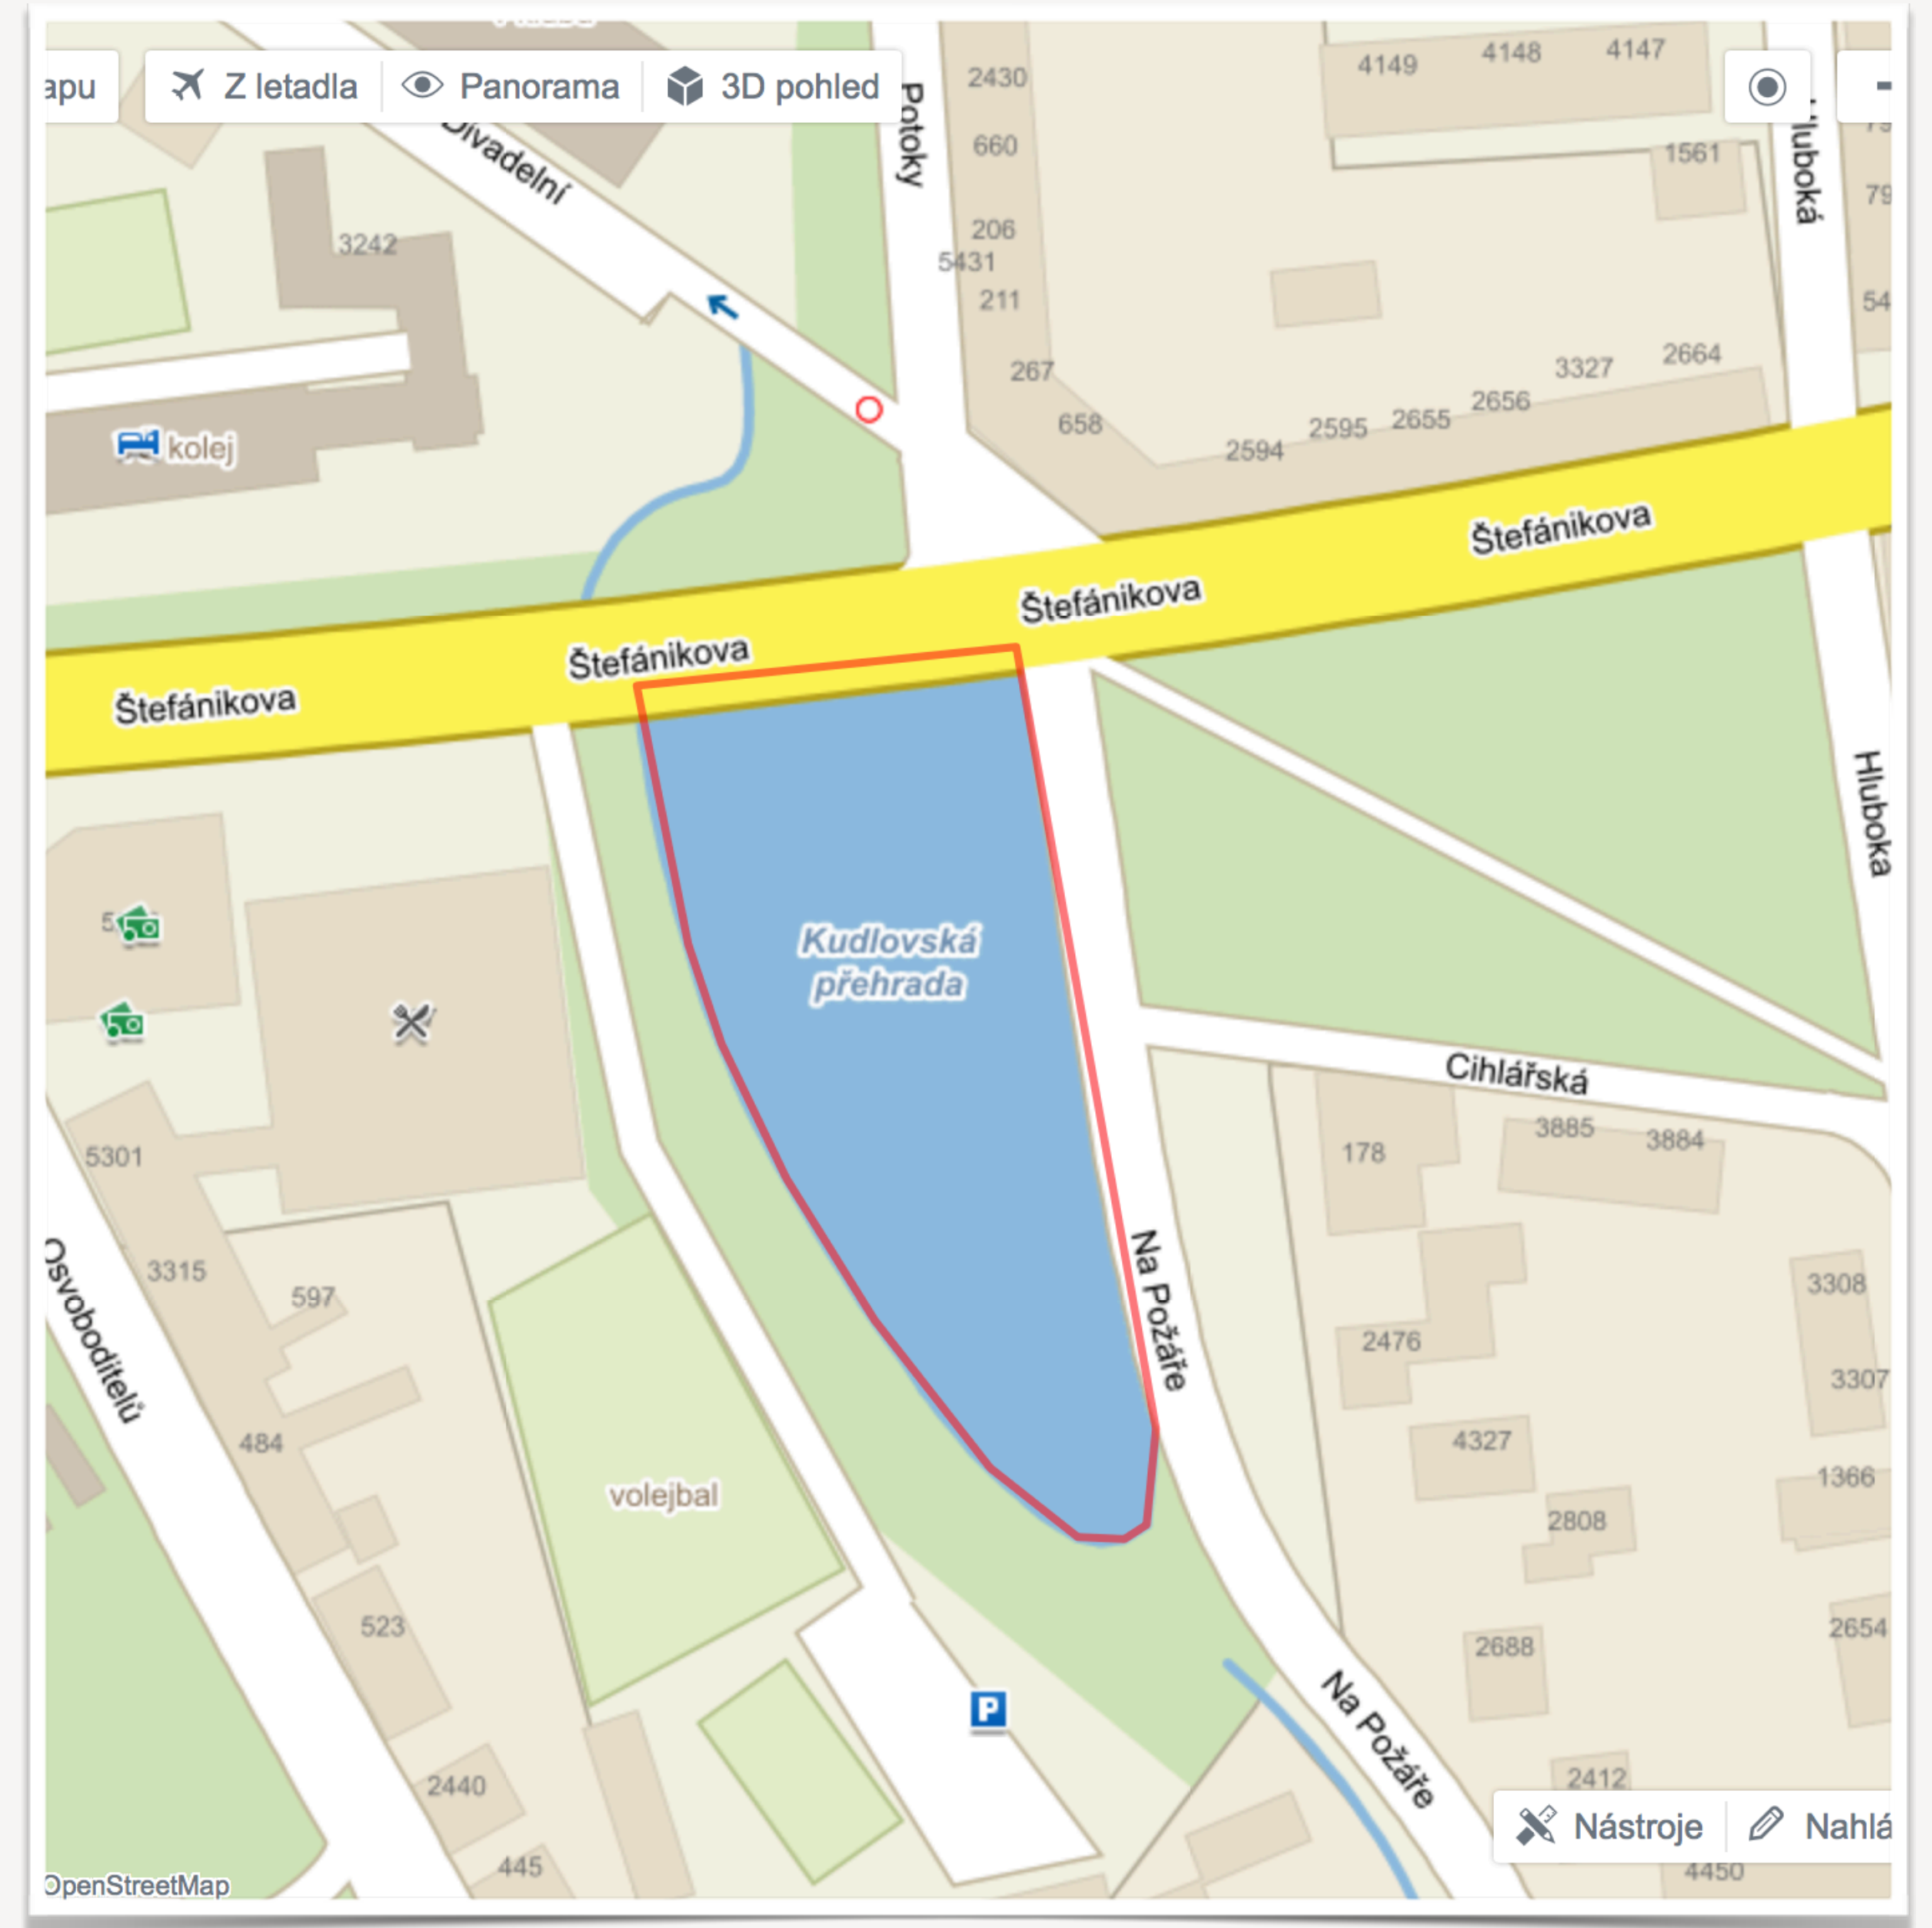 apu
Z letadla
Panorama
3D pohled
Divadelní
Potoky
2430
660
206
5431
211
267
658
4149
4148
4147
1561
Hluboká
79
54
3242
kolej
2594
2595
2655
2656
3327
2664
Štefánikova
Štefánikova
Štefánikova
Štefánikova
Hluboka
Kudlovská
přehrada
Cihlářská
178
3885
3884
5301
3315
597
Osvoboditelů
484
volejbal
Na Požáře
2476
3308
3307
4327
1366
2808
523
2688
2654
P
Na Požáře
2440
445
2412
Nástroje
Nahlá
4450
OpenStreetMap